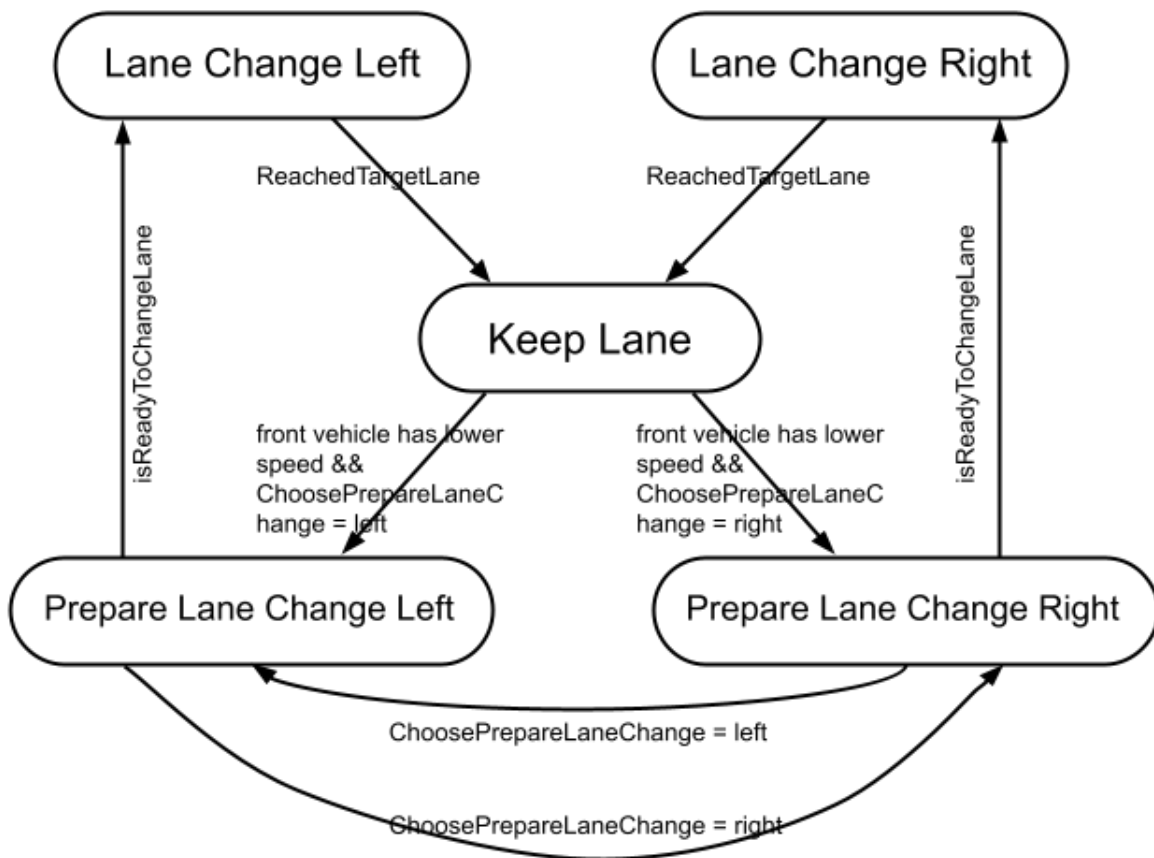 Lane Change Left
Lane Change Right
ReachedTargetLane
ReachedTargetLane
isReadyToChangeLane
isReadyToChangeLane
Keep Lane
front vehicle has lower
speed &&
ChoosePrepareLaneC
hange = left
front vehicle has lower
speed &&
ChoosePrepareLaneC
hange = right
Prepare Lane Change Left
Prepare Lane Change Right
ChoosePrepareLaneChange = left
ChoosePrepareLaneChange = right